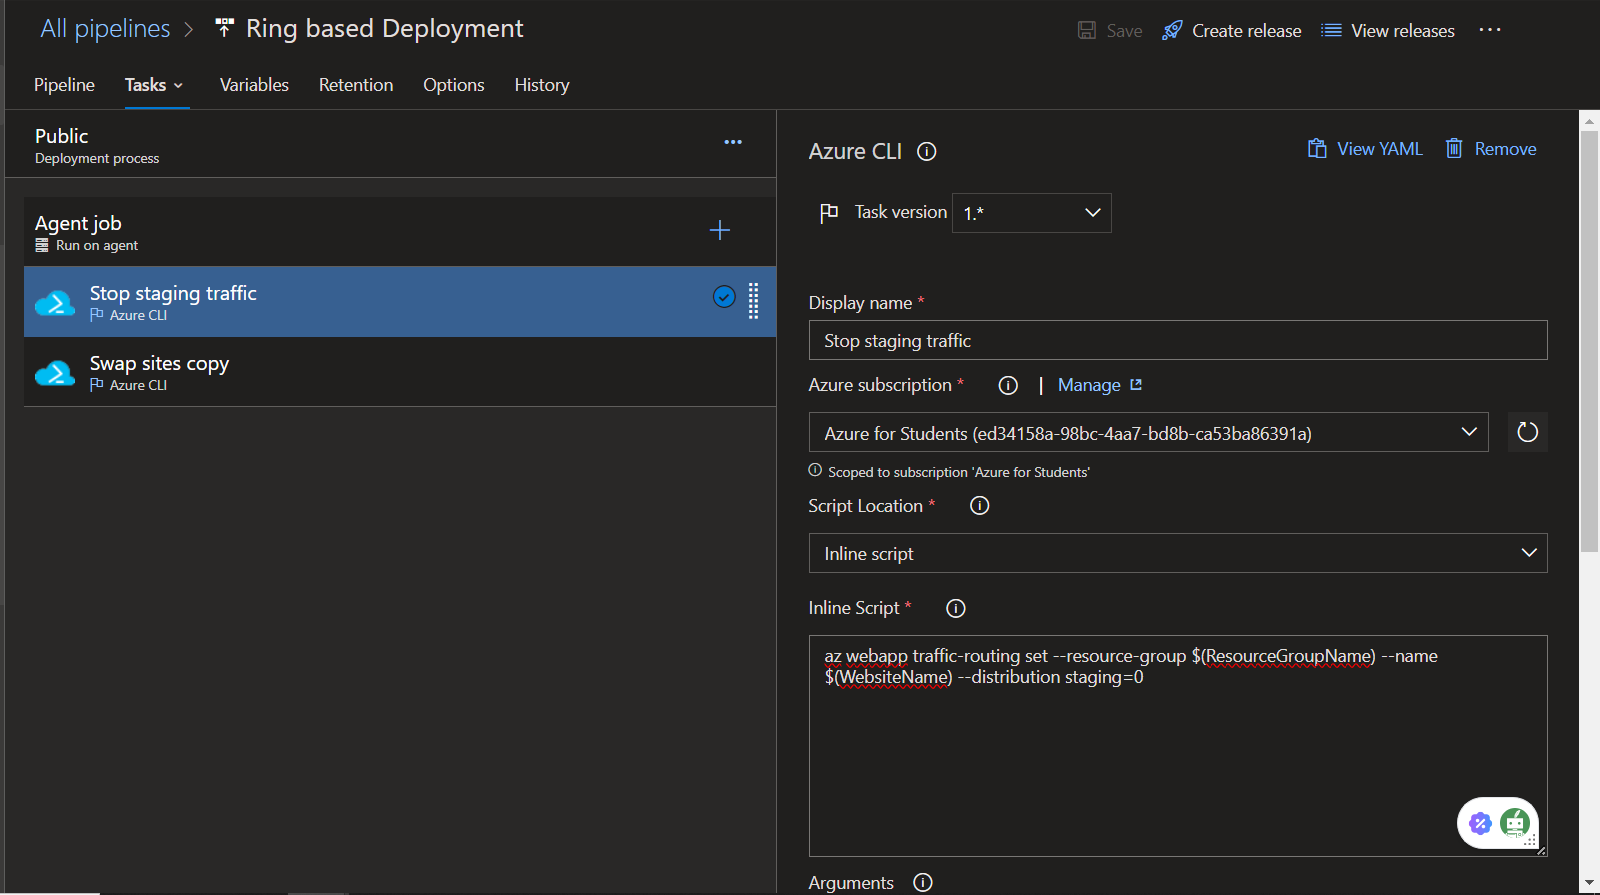 All pipelines > Ring based Deployment
Save Create release View releases ...
Pipeline Tasks Variables Retention Options History
Public
Deployment process
Agent job
Run on agent
Stop staging traffic
Azure CLI
Swap sites copy
Azure CLI
Azure CLI
View YAML Remove
Task version 1.*
Display name *
Stop staging traffic
Azure subscription * | Manage
Azure for Students (ed34158a-98bc-4aa7-bd8b-ca53ba86391a)
Scoped to subscription 'Azure for Students'
Script Location *
Inline script
Inline Script *
az webapp traffic-routing set --resource-group $(ResourceGroupName) --name
$(WebsiteName) --distribution staging=0
Arguments